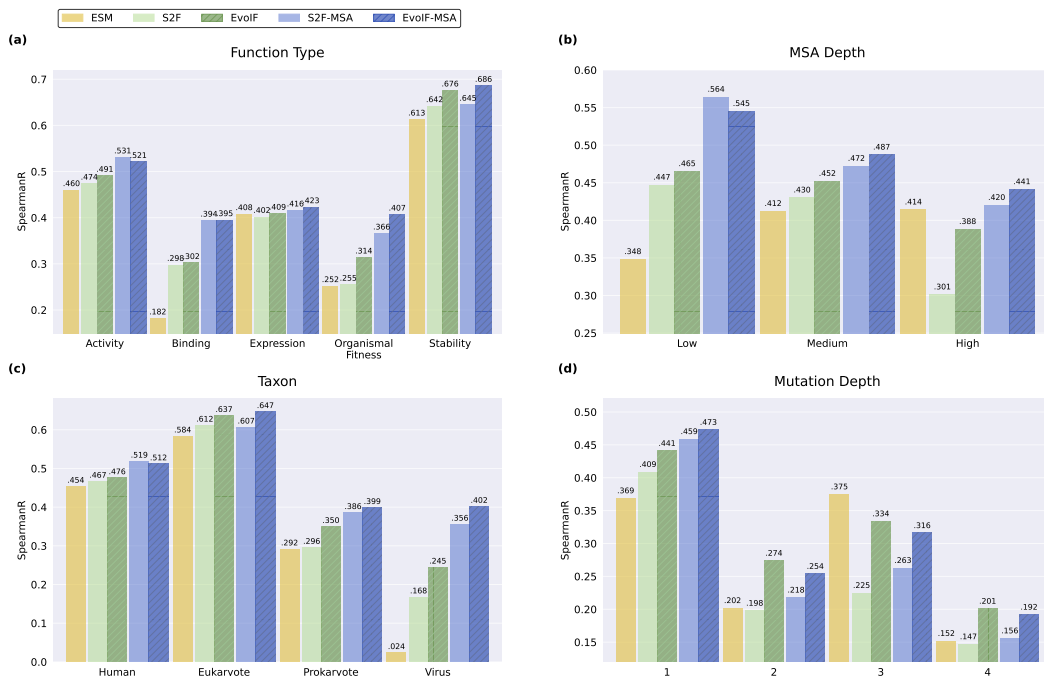 ESM S2F EvoIF S2F-MSA EvoIF-MSA
(a)
Function Type
SpearmanR
0.7
0.6
0.5
0.4
0.3
0.2
.460 .474 .491 .531 .521
.182 .298 .302 .394 .395
.408 .402 .409 .416 .423
.252 .255 .314 .366 .407
.613 .642 .676 .645 .686
Activity Binding Expression Organismal Stability
Fitness
(b)
MSA Depth
SpearmanR
0.60
0.55
0.50
0.45
0.40
0.35
0.30
0.25
.348 .447 .465 .564 .545
.412 .430 .452 .472 .487
.414 .301 .388 .420 .441
Low Medium High
(c)
Taxon
SpearmanR
0.6
0.5
0.4
0.3
0.2
0.1
0.0
.454 .467 .476 .519 .512
.584 .612 .637 .607 .647
.292 .296 .350 .386 .399
.024 .168 .245 .356 .402
Human Eukaryote Prokaryote Virus
(d)
Mutation Depth
SpearmanR
0.50
0.45
0.40
0.35
0.30
0.25
0.20
0.15
.369 .409 .441 .459 .473
.202 .198 .274 .218 .254
.375 .225 .334 .263 .316
.152 .147 .201 .156 .192
1 2 3 4